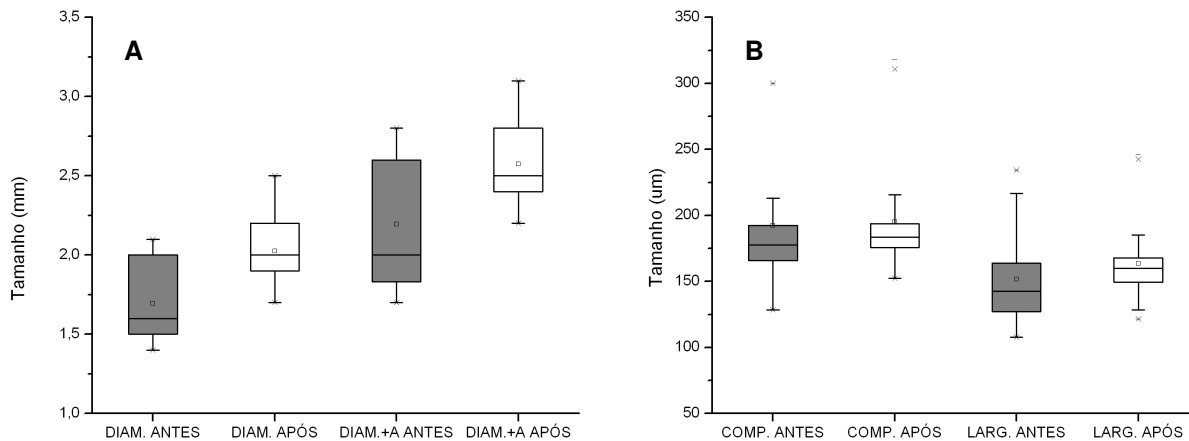 A
Tamanho (mm)
3,5
3,0
2,5
2,0
1,5
1,0
DIAM. ANTES
DIAM. APÓS
DIAM.+A ANTES
DIAM.+A APÓS
B
Tamanho (um)
350
300
250
200
150
100
50
COMP. ANTES
COMP. APÓS
LARG. ANTES
LARG. APÓS